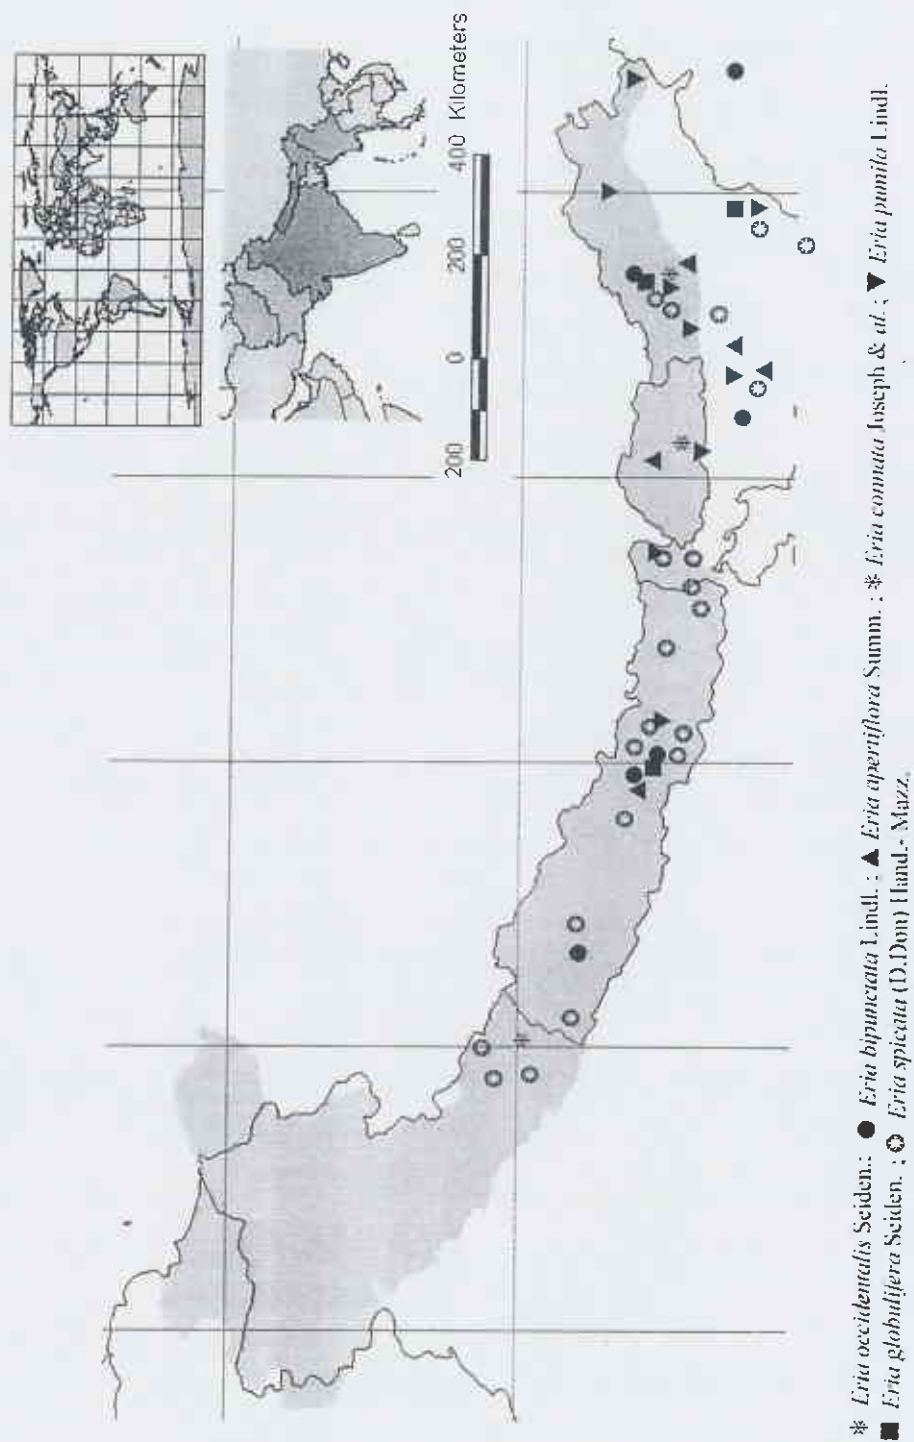 200 0 200 400 Kilometers
✳ Eria occidentalis Seiden.; ● Eria bipunctata Lindl. ; ▲ Eria apertiflora Summ. ; ✳ Eria connata Joseph & al. ; ▼ Eria pumila Lindl.
■ Eria globulifera Seiden. ; ✪ Eria spicata (D.Don) Hand.- Mazz.